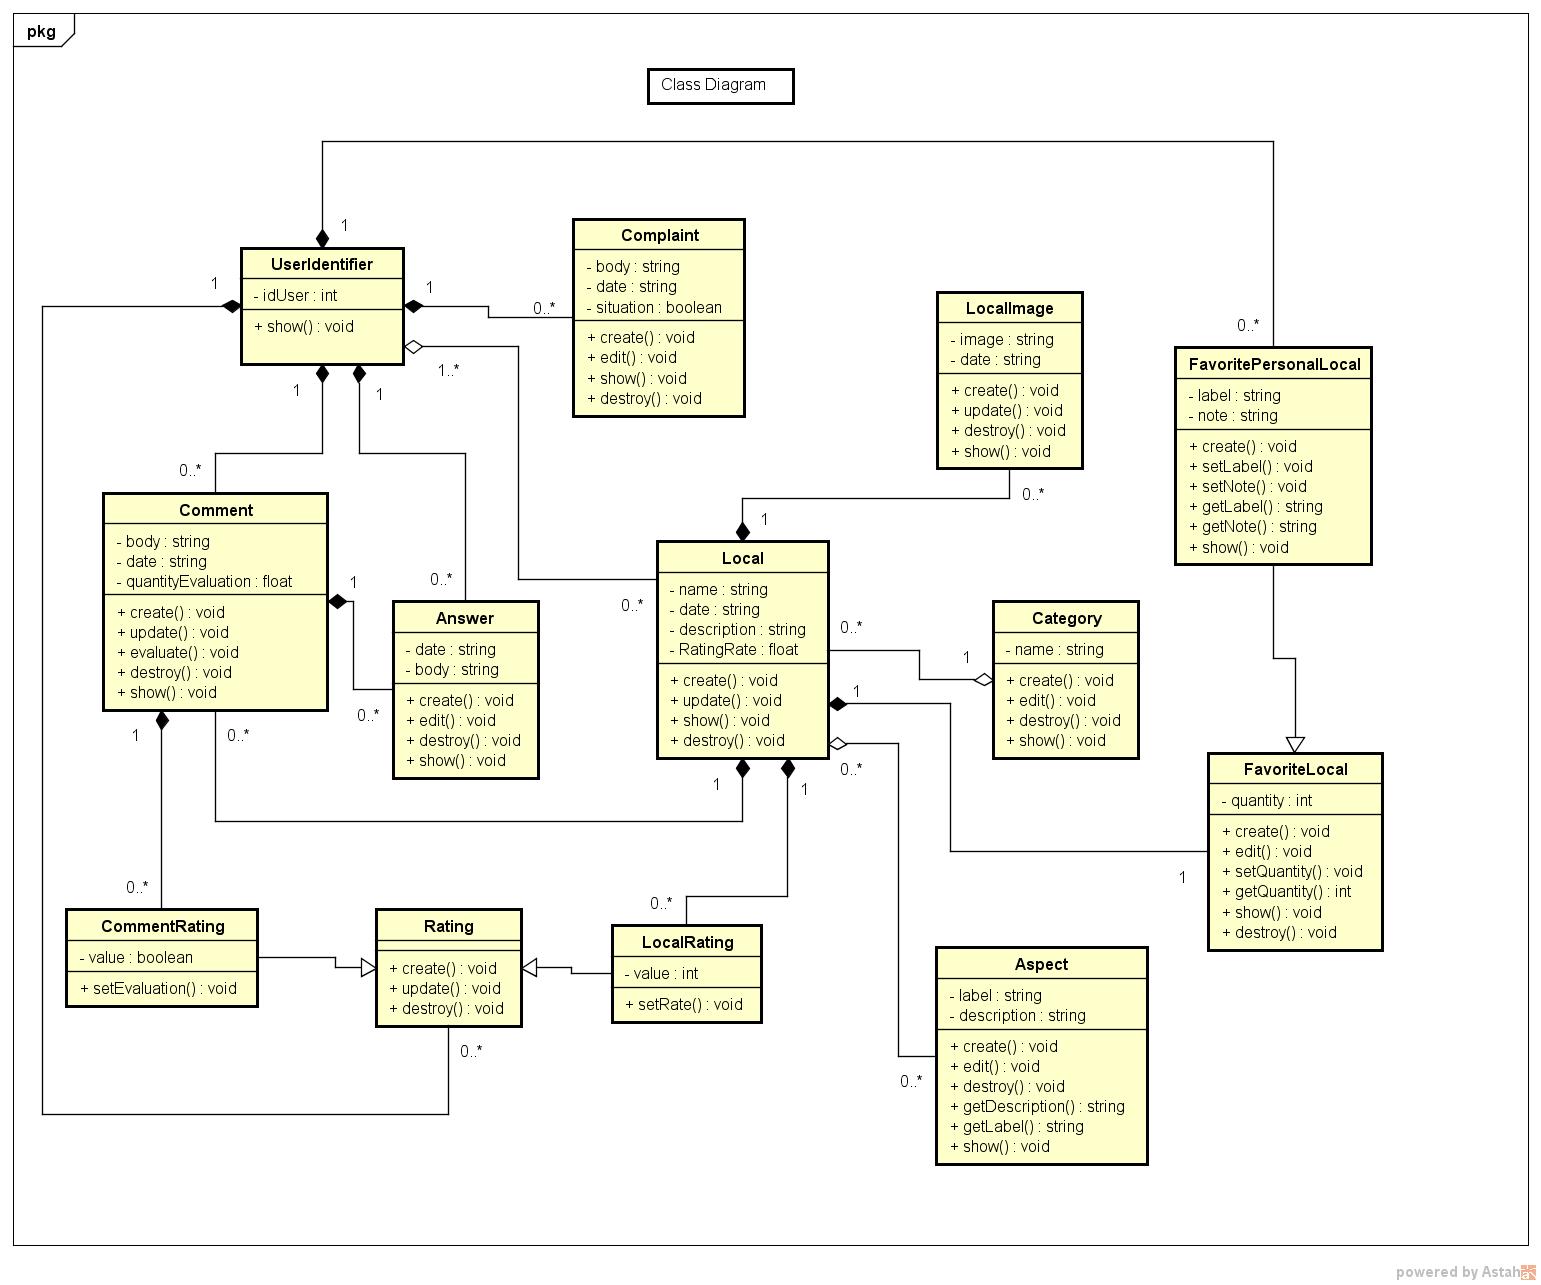 pkg
Class Diagram
1
0..*
UserIdentifier
- idUser : int
+ show() : void
1
1
0..*
1..*
1
1
Complaint
- body : string
- date : string
- situation : boolean
+ create() : void
+ edit() : void
+ show() : void
+ destroy() : void
LocalImage
- image : string
- date : string
+ create() : void
+ update() : void
+ destroy() : void
+ show() : void
0..*
1
FavoritePersonalLocal
- label : string
- note : string
+ create() : void
+ setLabel() : void
+ setNote() : void
+ getLabel() : string
+ getNote() : string
+ show() : void
0..*
Comment
- body : string
- date : string
- quantityEvaluation : float
+ create() : void
+ update() : void
+ evaluate() : void
+ destroy() : void
+ show() : void
1
0..*
0..*
1
0..*
Answer
- date : string
- body : string
+ create() : void
+ edit() : void
+ destroy() : void
+ show() : void
0..*
Local
- name : string
- date : string
- description : string
- RatingRate : float
+ create() : void
+ update() : void
+ show() : void
+ destroy() : void
0..*
1
1
0..*
1
1
Category
- name : string
+ create() : void
+ edit() : void
+ destroy() : void
+ show() : void
FavoriteLocal
- quantity : int
+ create() : void
+ edit() : void
+ setQuantity() : void
+ getQuantity() : int
+ show() : void
+ destroy() : void
1
0..*
CommentRating
- value : boolean
+ setEvaluation() : void
Rating
+ create() : void
+ update() : void
+ destroy() : void
0..*
0..*
LocalRating
- value : int
+ setRate() : void
Aspect
- label : string
- description : string
+ create() : void
+ edit() : void
+ destroy() : void
+ getDescription() : string
+ getLabel() : string
+ show() : void
0..*
powered by Astah